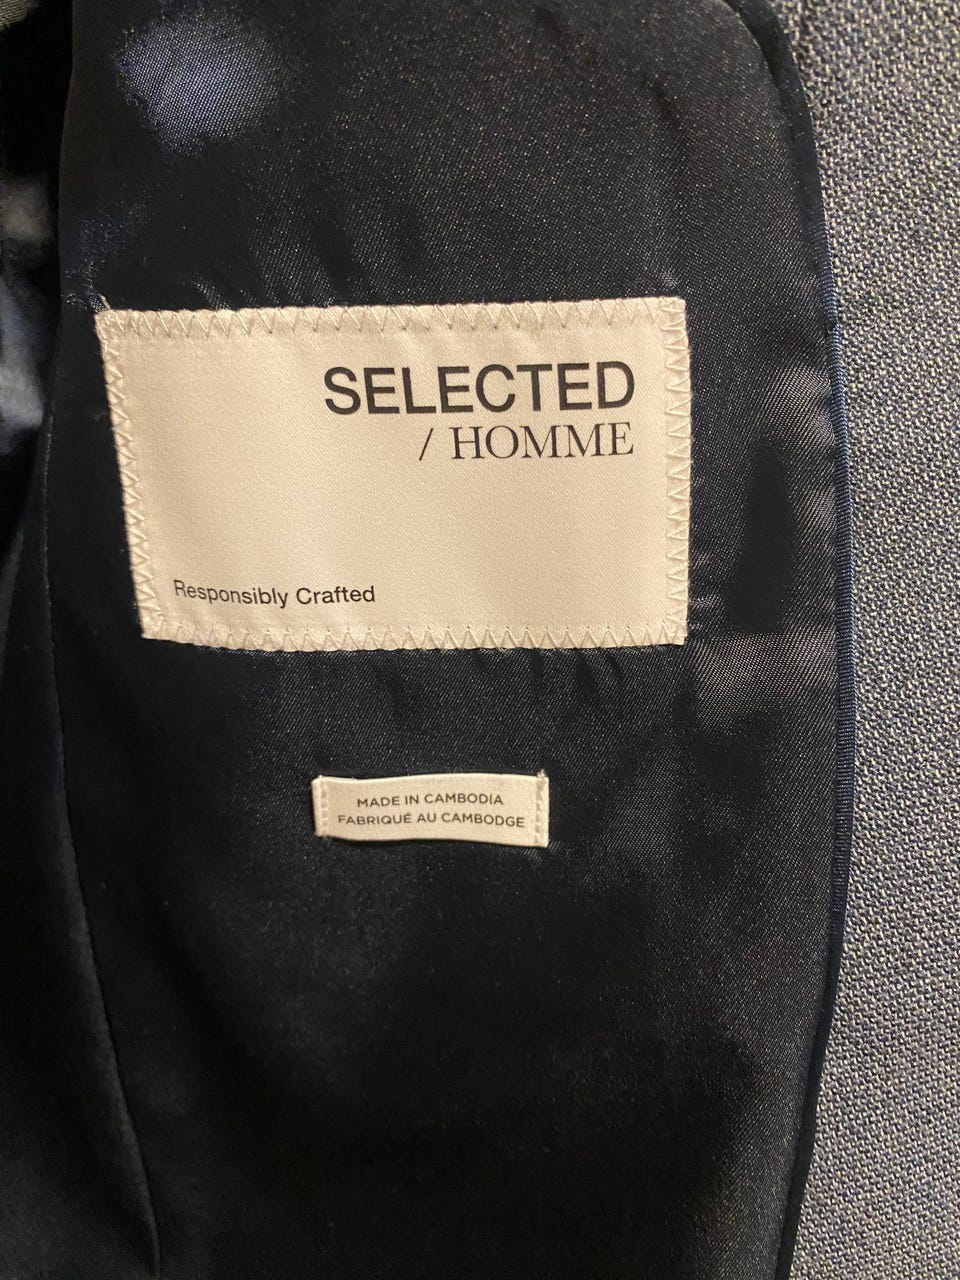 SELECTED
/ HOMME
Responsibly Crafted
MADE IN CAMBODIA
FABRIQUÉ AU CAMBODGE